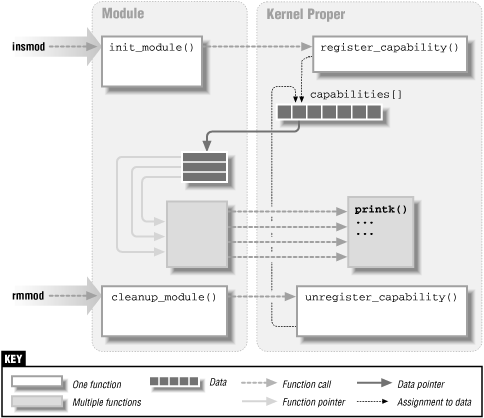 Module
Kernel Proper
insmod
init_module()
register_capability()
capabilities[]
printk()
...
...
rmmod
cleanup_module()
unregister_capability()
KEY
One function
Data
Function call
Data pointer
Multiple functions
Function pointer
Assignment to data